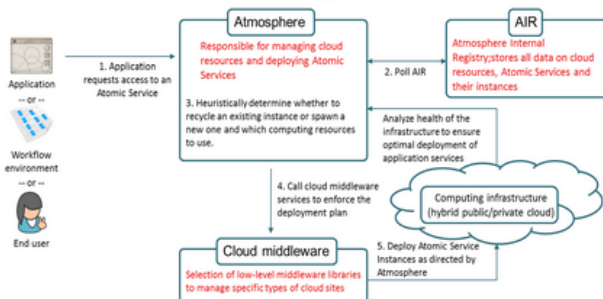 Atmosphere
Responsible for managing cloud
resources and deploying Atomic
Services
3. Heuristically determine whether to
recycle an existing instance or spawn a
new one and which computing resources
to use.
AIR
Atmosphere Internal
Registry;stores all data on cloud
resources, Atomic Services and
their instances
Application
-- or --
Workflow
environment
-- or --
End user
1. Application
requests access to an
Atomic Service
2. Poll AIR
Analyze health of the
infrastructure to ensure
optimal deployment of
application services
4. Call cloud middleware
services to enforce the
deployment plan
Computing infrastructure
(hybrid public/private cloud)
Cloud middleware
Selection of low-level middleware libraries
to manage specific types of cloud sites
5. Deploy Atomic Service
Instances as directed by
Atmosphere